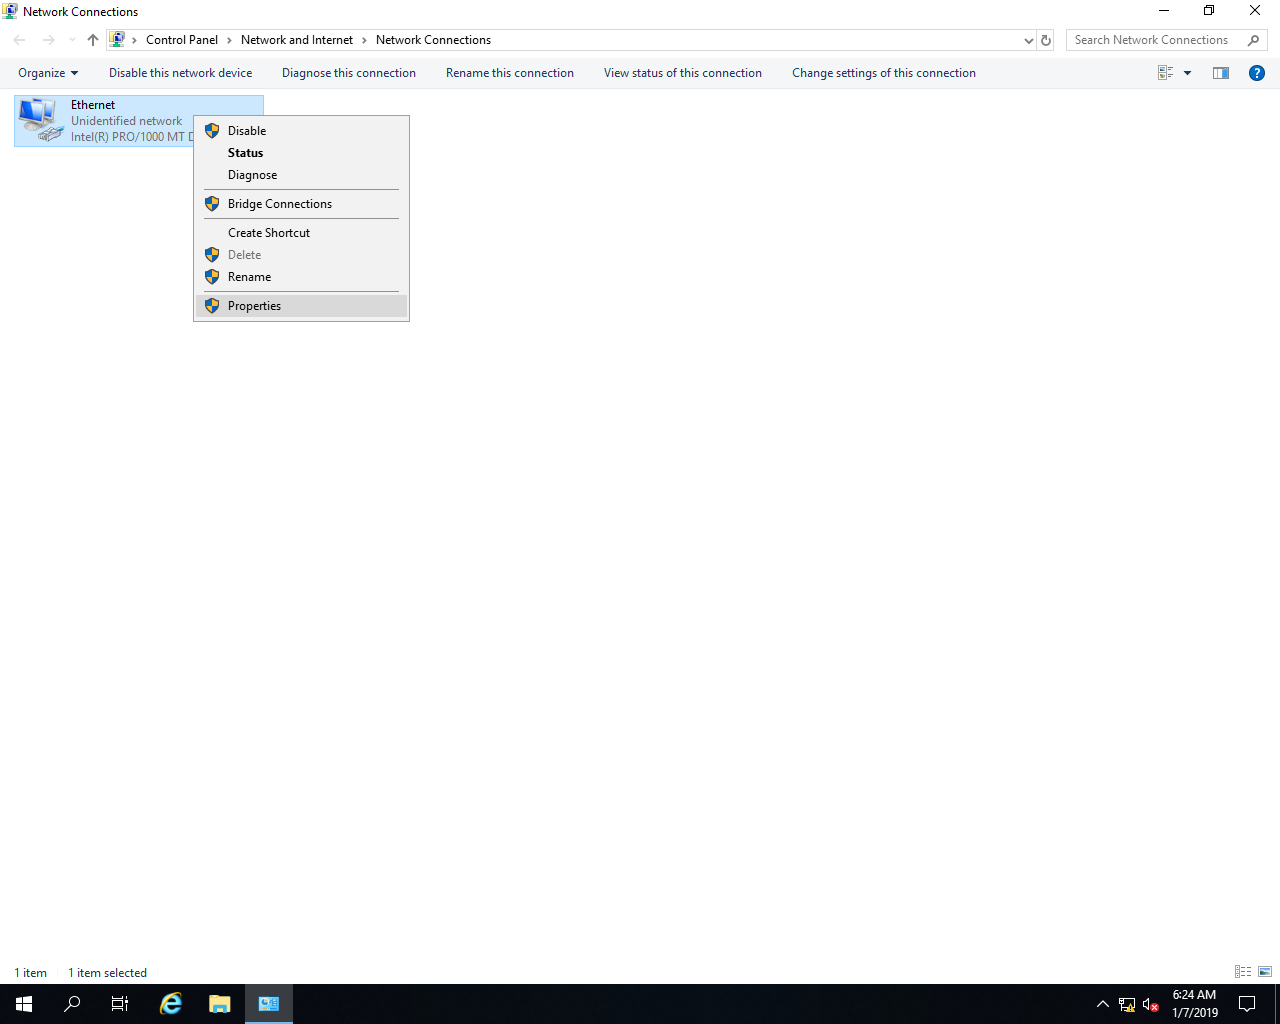 Network Connections
Control Panel > Network and Internet > Network Connections
Search Network Connections
Organize
Disable this network device
Diagnose this connection
Rename this connection
View status of this connection
Change settings of this connection
Ethernet
Unidentified network
Intel(R) PRO/1000 MT
Disable
Status
Diagnose
Bridge Connections
Create Shortcut
Delete
Rename
Properties
1 item
1 item selected
6:24 AM
1/7/2019